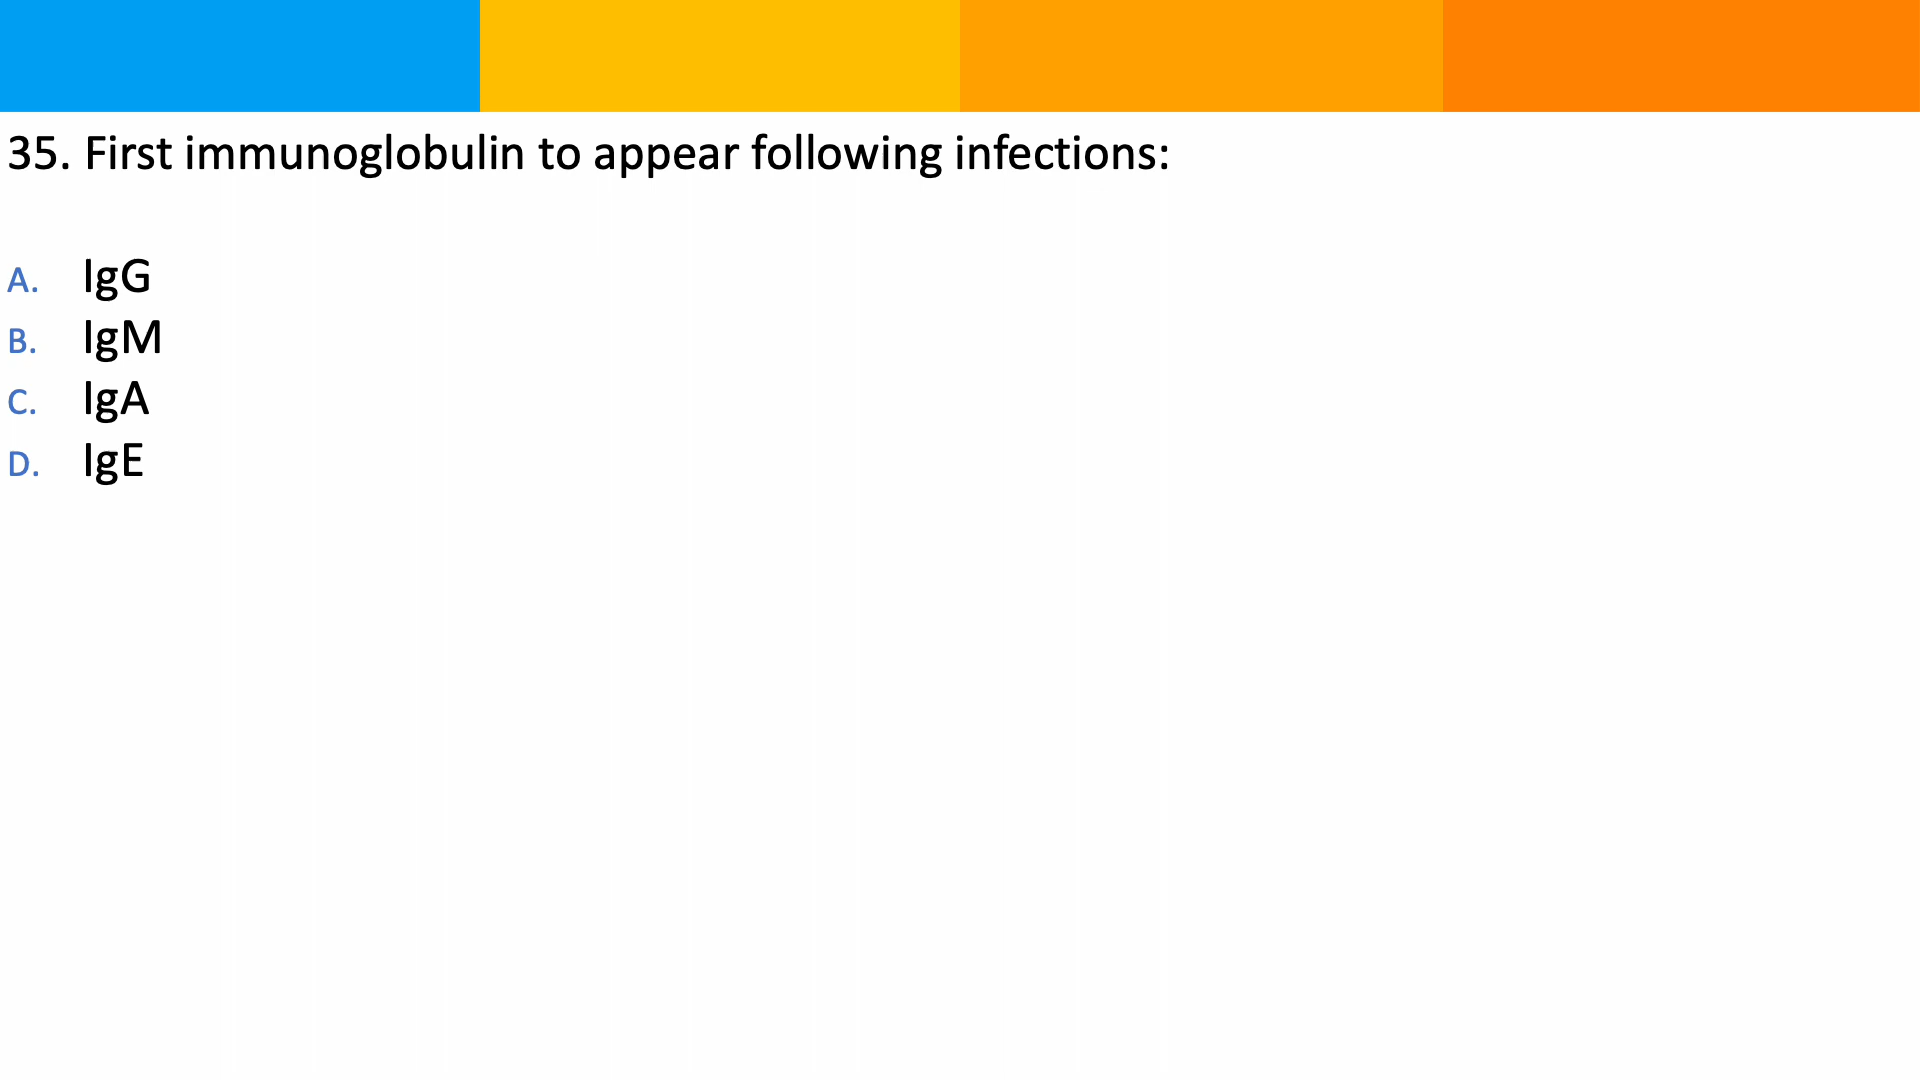 35. First immunoglobulin to appear following infections:
A. IgG
B. IgM
C. IgA
D. IgE